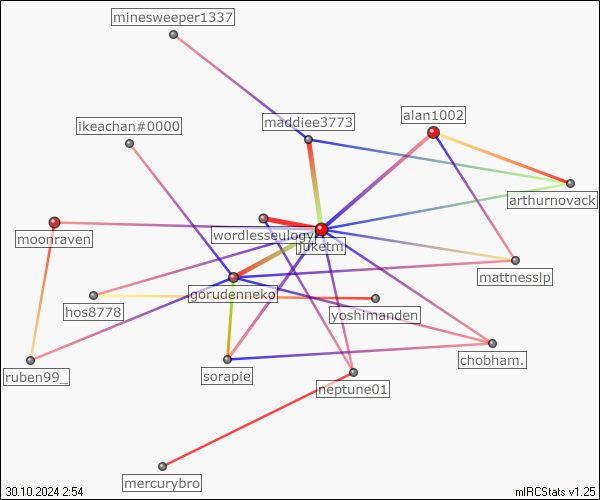 minesweeper1337
alan1002
maddiee3773
ikeachan#0000
arthurnovack
wordlesseulogy
moonraven
juketm
mattnesslp
gorudenneko
hos8778
yoshimanden
chobham.
ruben99_
sorapie
neptune01
mercurybro
30.10.2024 2:54
mIRCStats v1.25